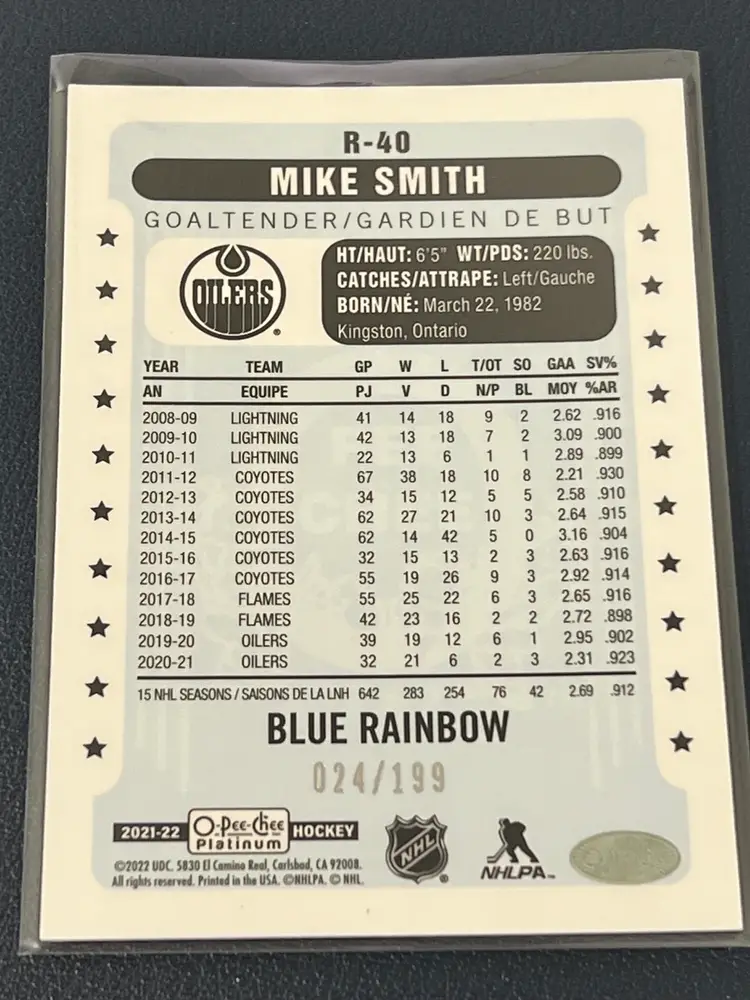 R-40
MIKE SMITH
GOALTENDER/GARDIEN DE BUT
OILERS
HT/HAUT: 6'5" WT/PDS: 220 lbs.
CATCHES/ATTRAPE: Left/Gauche
BORN/NÉ: March 22, 1982
Kingston, Ontario
YEAR TEAM GP W L T/OT SO GAA SV%
AN EQUIPE PJ V D N/P BL MOY %AR
2008-09 LIGHTNING 41 14 18 9 2 2.62 .916
2009-10 LIGHTNING 42 13 18 7 2 3.09 .900
2010-11 LIGHTNING 22 13 6 1 1 2.89 .899
2011-12 COYOTES 67 38 18 10 8 2.21 .930
2012-13 COYOTES 34 15 12 5 5 2.58 .910
2013-14 COYOTES 62 27 21 10 3 2.64 .915
2014-15 COYOTES 62 14 42 5 0 3.16 .904
2015-16 COYOTES 32 15 13 2 3 2.63 .916
2016-17 COYOTES 55 19 26 9 3 2.92 .914
2017-18 FLAMES 55 25 22 6 3 2.65 .916
2018-19 FLAMES 42 23 16 2 2 2.72 .898
2019-20 OILERS 39 19 12 6 1 2.95 .902
2020-21 OILERS 32 21 6 2 3 2.31 .923
15 NHL SEASONS / SAISONS DE LA LNH 642 283 254 76 42 2.69 .912
BLUE RAINBOW
024/199
2021-22 O-Pee-Chee Platinum HOCKEY
NHL
NHLPA™
©2022 UDC. 5830 El Camino Real, Carlsbad, CA 92008.
All rights reserved. Printed in the USA. ©NHLPA. © NHL.